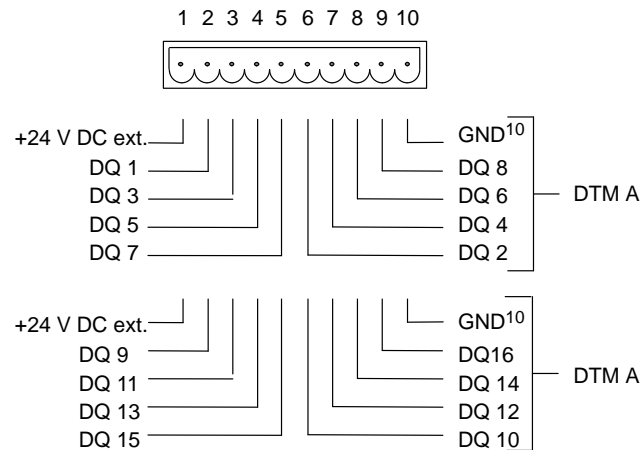 1 2 3 4 5 6 7 8 9 10
+24 V DC ext.
DQ 1
DQ 3
DQ 5
DQ 7
GND10
DQ 8
DQ 6
DQ 4
DQ 2
DTM A
+24 V DC ext.
DQ 9
DQ 11
DQ 13
DQ 15
GND10
DQ16
DQ 14
DQ 12
DQ 10
DTM A